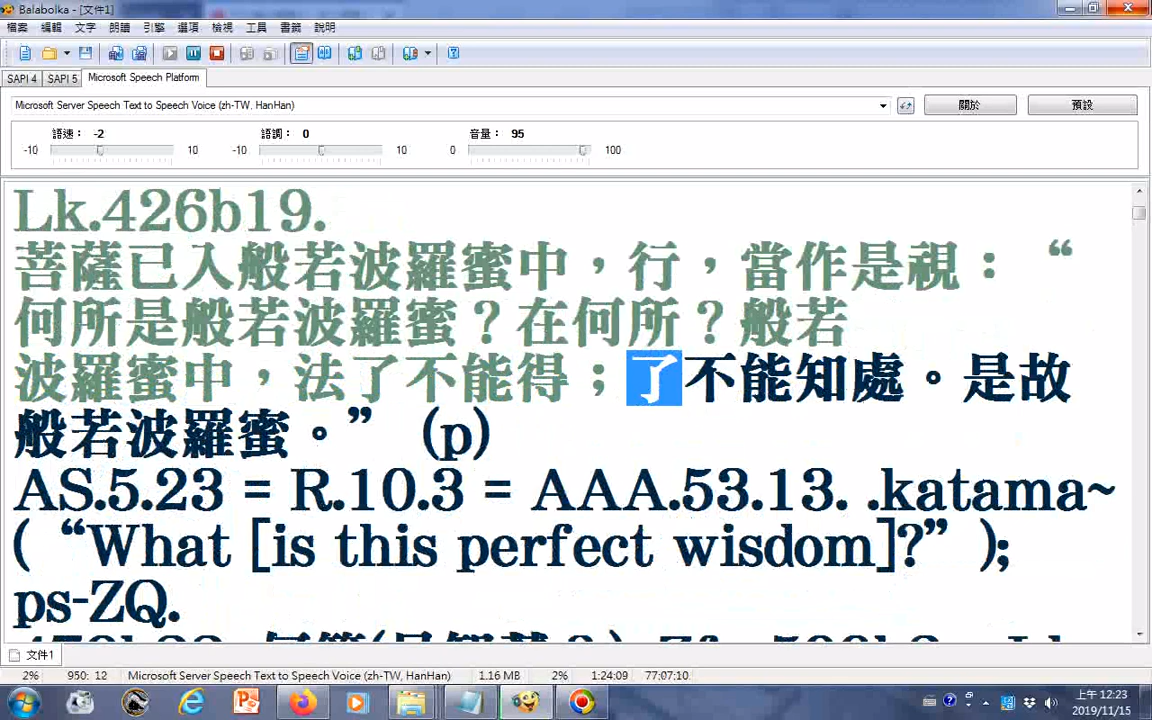 Balabolka - [文件1]
檔案 編輯 文字 朗讀 引擎 選項 檢視 工具 書籤 說明
SAPI 4 SAPI 5 Microsoft Speech Platform
Microsoft Server Speech Text to Speech Voice (zh-TW, HanHan) 關於 預設
語速： -2 語調： 0 音量： 95
-10 10 -10 10 0 100
Lk.426b19.
菩薩已入般若波羅蜜中，行，當作是視：“
何所是般若波羅蜜？在何所？般若
波羅蜜中，法了不能得；了不能知處。是故
般若波羅蜜。” (p)
AS.5.23 = R.10.3 = AAA.53.13. .katama~
(“What [is this perfect wisdom]?”);
ps-ZQ.
文件1
2% 950: 12 Microsoft Server Speech Text to Speech Voice (zh-TW, HanHan) 1.16 MB 2% 1:24:09 77:07:10
上午 12:23
2019/11/15